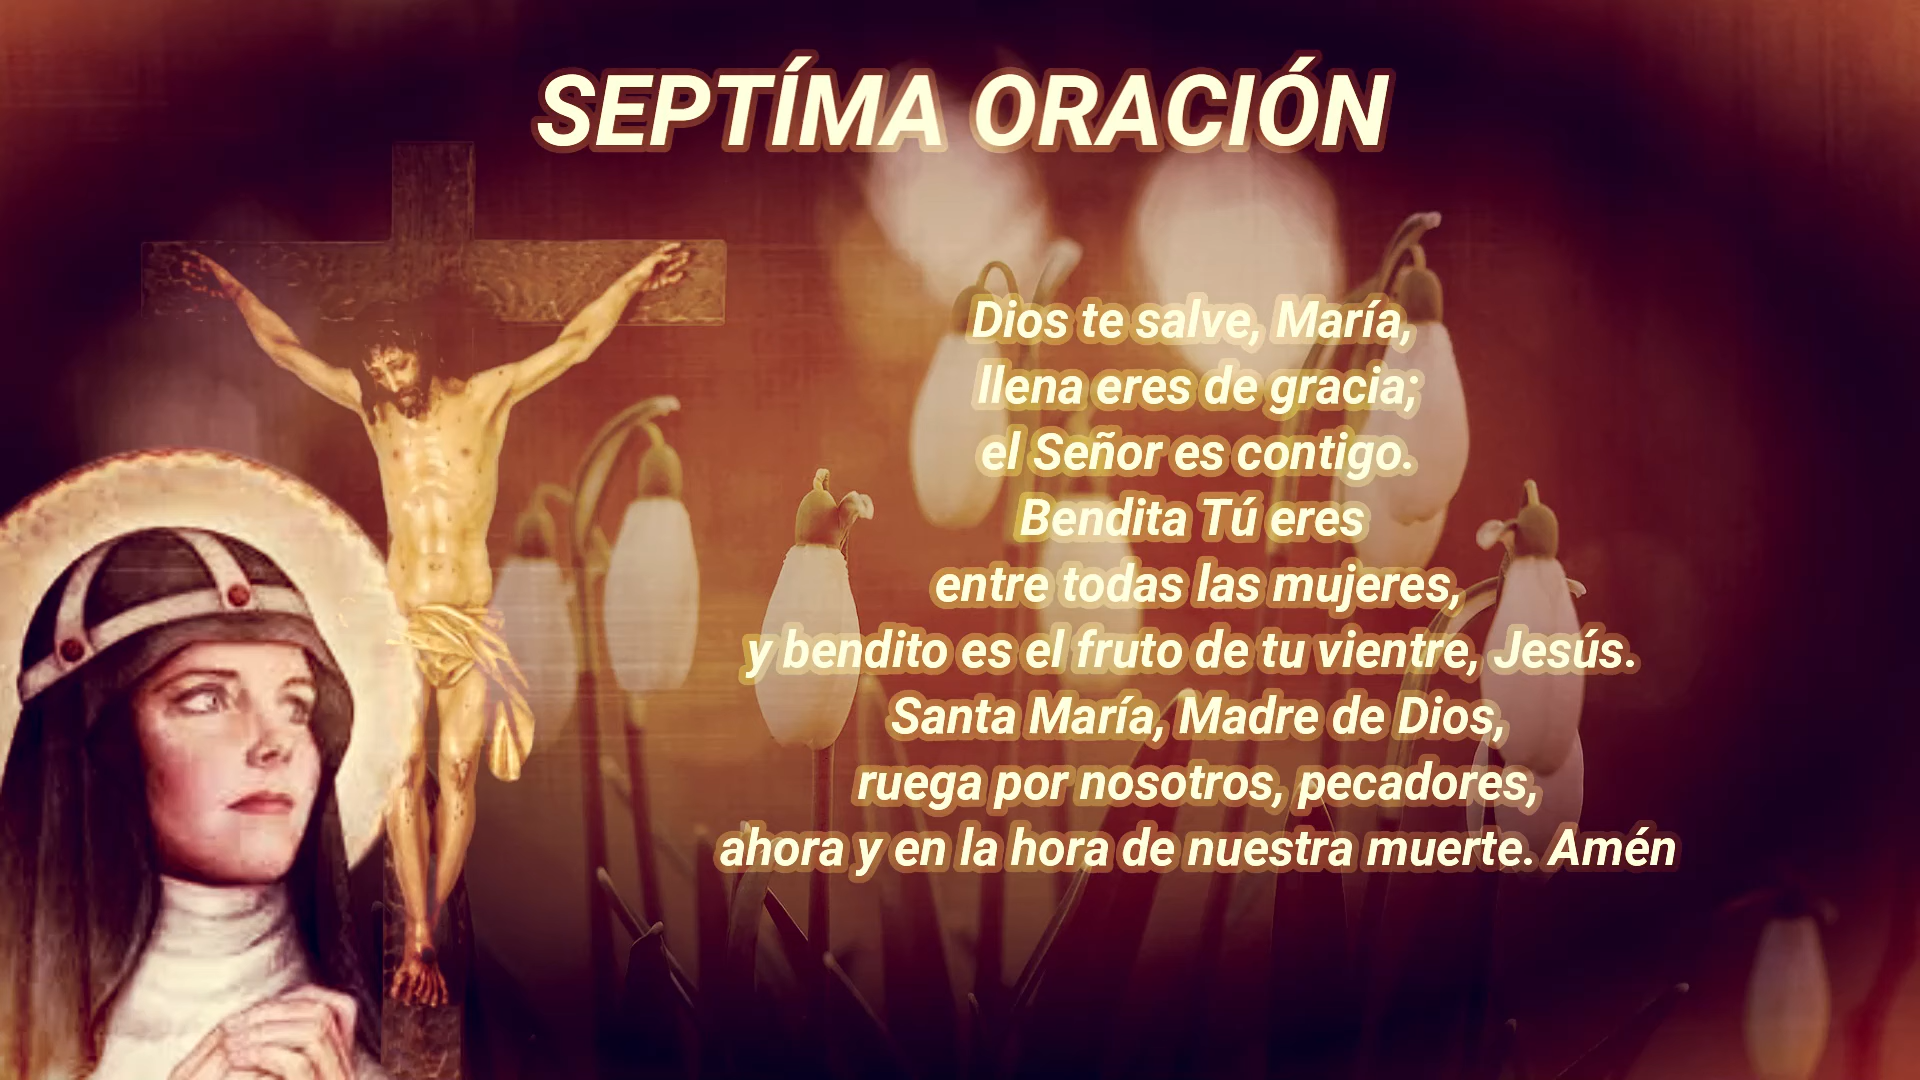 SEPTÍMA ORACIÓN
Dios te salve, María,
llena eres de gracia;
el Señor es contigo.
Bendita Tú eres
entre todas las mujeres,
y bendito es el fruto de tu vientre, Jesús.
Santa María, Madre de Dios,
ruega por nosotros, pecadores,
ahora y en la hora de nuestra muerte. Amén